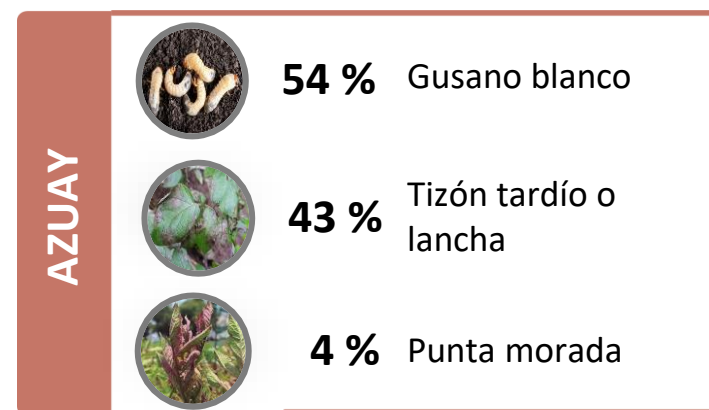 AZUAY
54 % Gusano blanco
43 % Tizón tardío o
lancha
4 % Punta morada